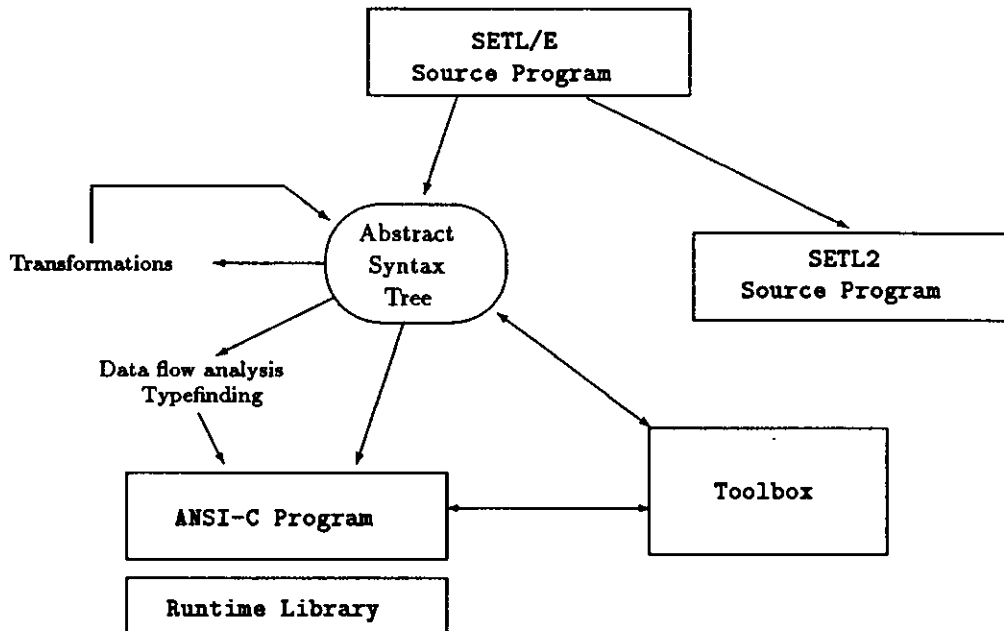 SETL/E
Source Program
Abstract
Syntax
Tree
Transformations
SETL2
Source Program
Data flow analysis
Typefinding
Toolbox
ANSI-C Program
Runtime Library